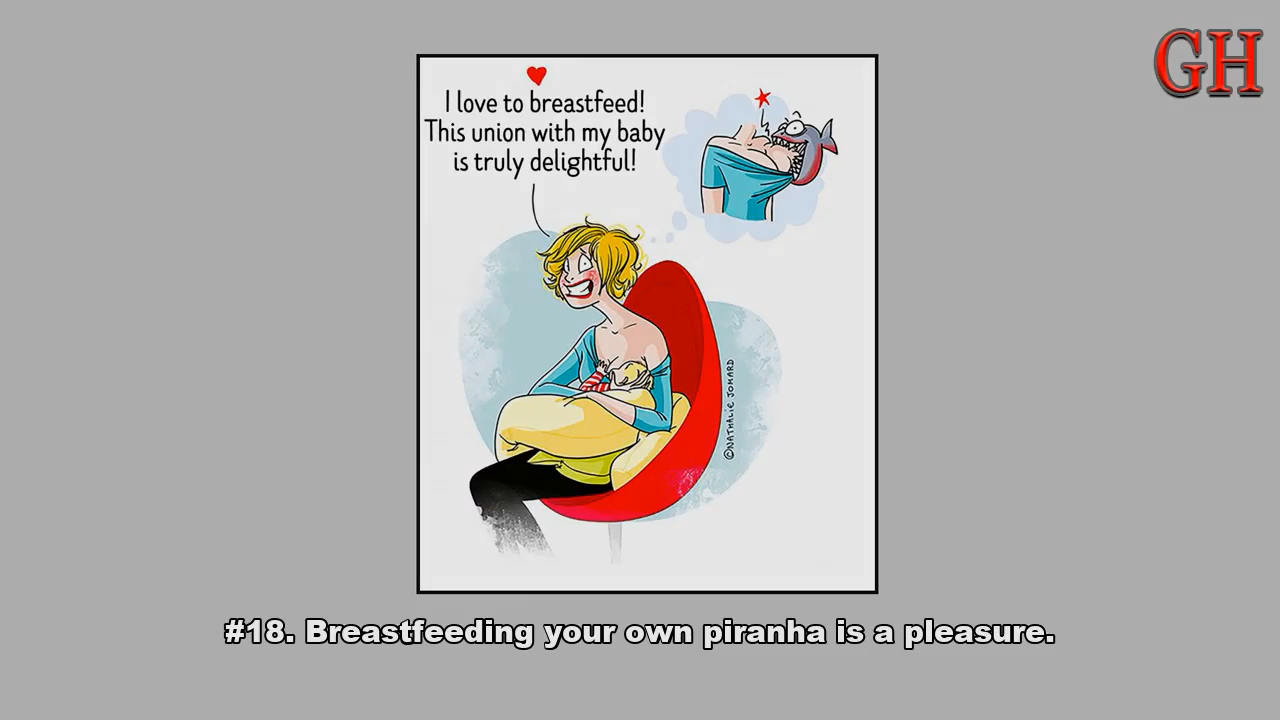 GH
I love to breastfeed!
This union with my baby
is truly delightful!
©NATHALIE JOMARD
#18. Breastfeeding your own piranha is a pleasure.